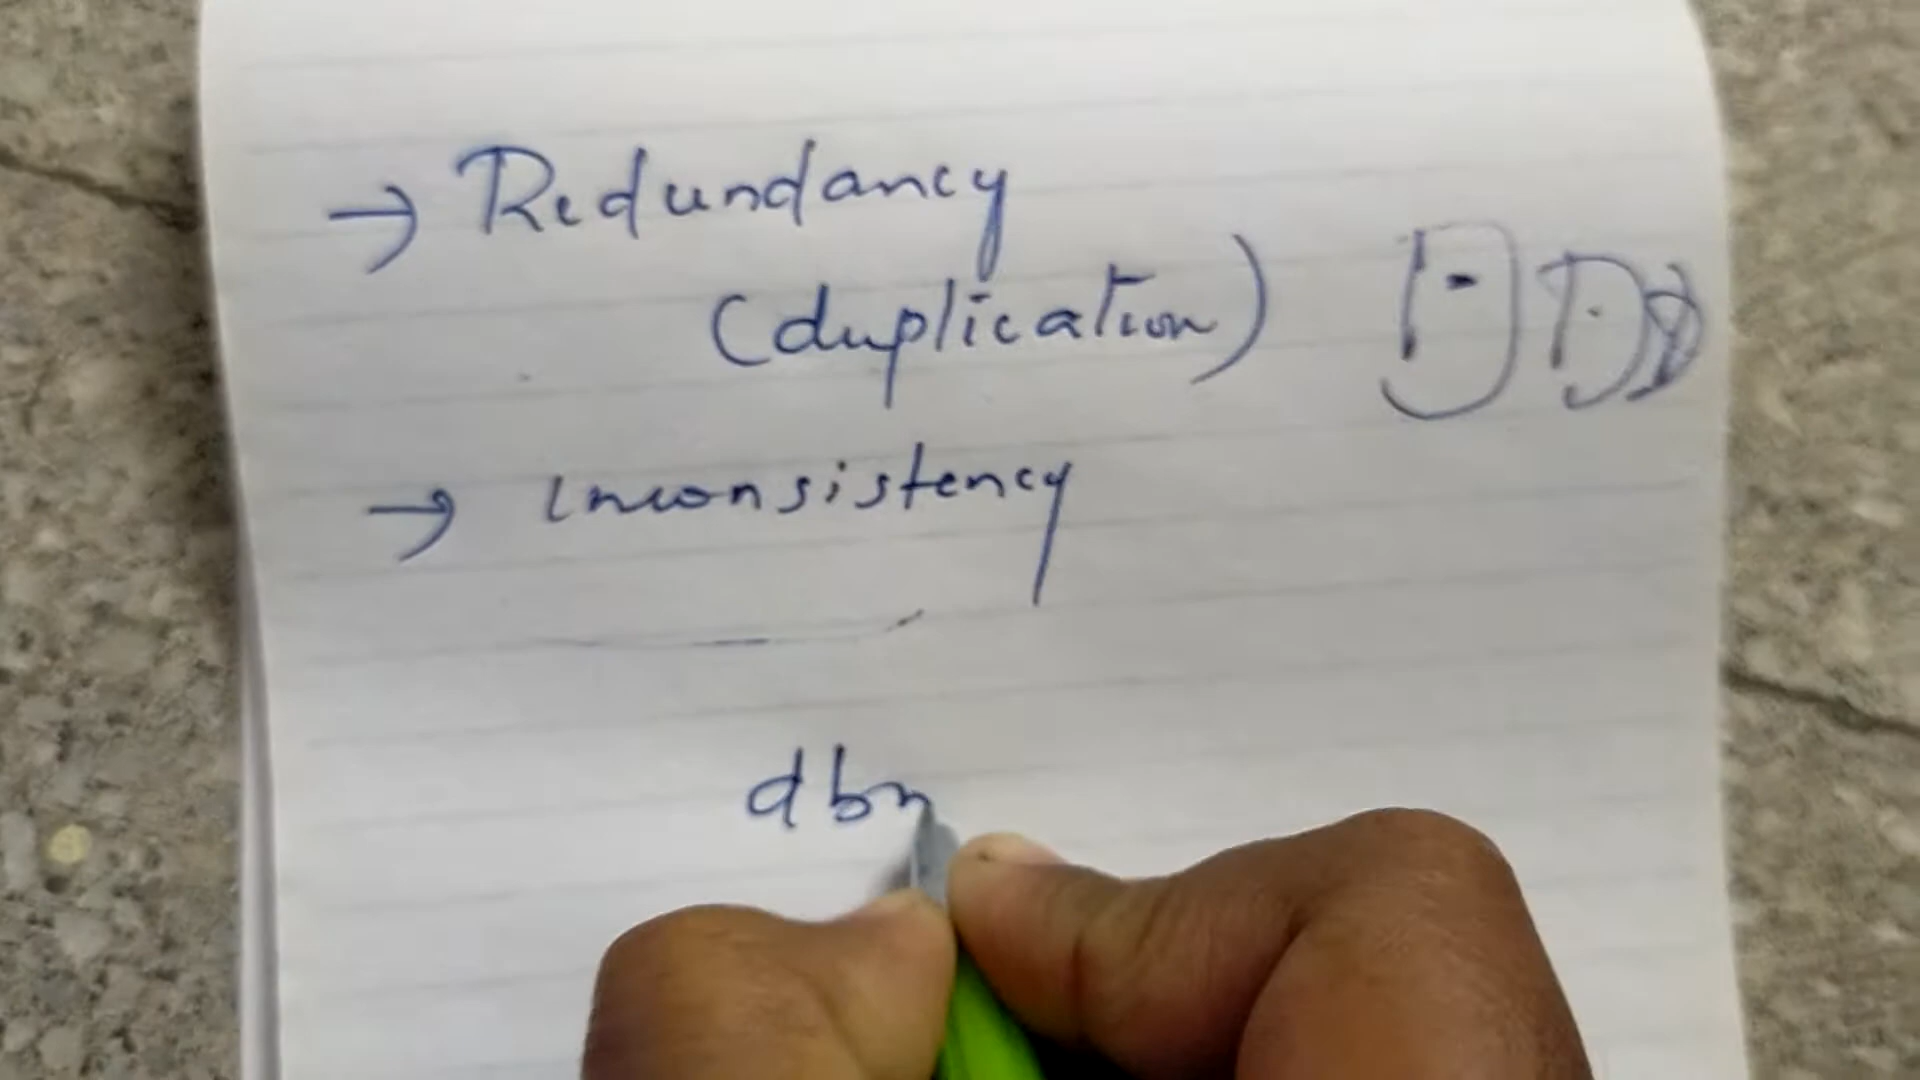 → Redundancy
(duplication)
→ Inconsistency
dbm